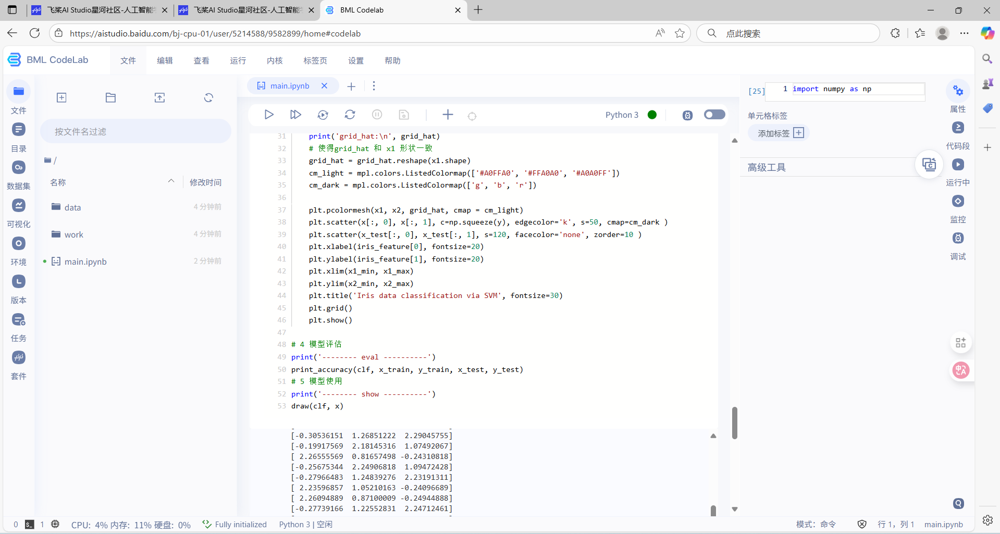 飞桨AI Studio星河社区-人工智能
飞桨AI Studio星河社区-人工智能
BML Codelab
https://aistudio.baidu.com/bj-cpu-01/user/5214588/9582899/home#codelab
点此搜索
BML CodeLab
文件 编辑 查看 运行 内核 标签页 设置 帮助
文件
目录
数据集
可视化
环境
版本
任务
套件
按文件名过滤
/
名称 修改时间
data 4 分钟前
work 4 分钟前
main.ipynb 2 分钟前
main.ipynb
Python 3
31 print('grid_hat:\n', grid_hat)
32 # 使得grid_hat 和 x1 形状一致
33 grid_hat = grid_hat.reshape(x1.shape)
34 cm_light = mpl.colors.ListedColormap(['#A0FFA0', '#FFA0A0', '#A0A0FF'])
35 cm_dark = mpl.colors.ListedColormap(['g', 'b', 'r'])
36
37 plt.pcolormesh(x1, x2, grid_hat, cmap = cm_light)
38 plt.scatter(x[:, 0], x[:, 1], c=np.squeeze(y), edgecolor='k', s=50, cmap=cm_dark )
39 plt.scatter(x_test[:, 0], x_test[:, 1], s=120, facecolor='none', zorder=10 )
40 plt.xlabel(iris_feature[0], fontsize=20)
41 plt.ylabel(iris_feature[1], fontsize=20)
42 plt.xlim(x1_min, x1_max)
43 plt.ylim(x2_min, x2_max)
44 plt.title('Iris data classification via SVM', fontsize=30)
45 plt.grid()
46 plt.show()
47
48 # 4 模型评估
49 print('-------- eval ----------')
50 print_accuracy(clf, x_train, y_train, x_test, y_test)
51 # 5 模型使用
52 print('-------- show ----------')
53 draw(clf, x)
[-0.30536151 1.26851222 2.29045755]
[-0.19917569 2.18145316 1.07492067]
[ 2.26555569 0.81657498 -0.24310818]
[-0.25675344 2.24906818 1.09472428]
[-0.27966483 1.24839276 2.23191311]
[ 2.23596857 1.05210163 -0.24096689]
[ 2.26094889 0.87100009 -0.24944888]
[-0.27739166 1.22552831 2.24712461]
[25] 1 import numpy as np
单元格标签
添加标签
高级工具
属性
代码段
运行中
监控
调试
0 1 CPU: 4% 内存: 11% 硬盘: 0% Fully initialized Python 3 | 空闲 模式: 命令 行 1, 列 1 main.ipynb